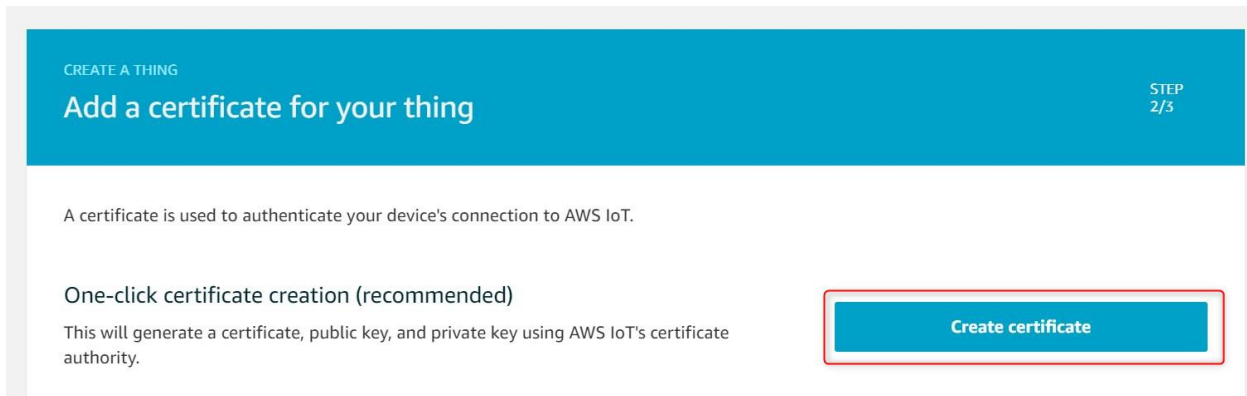 CREATE A THING
Add a certificate for your thing
STEP
2/3
A certificate is used to authenticate your device's connection to AWS IoT.
One-click certificate creation (recommended)
This will generate a certificate, public key, and private key using AWS IoT's certificate
authority.
Create certificate